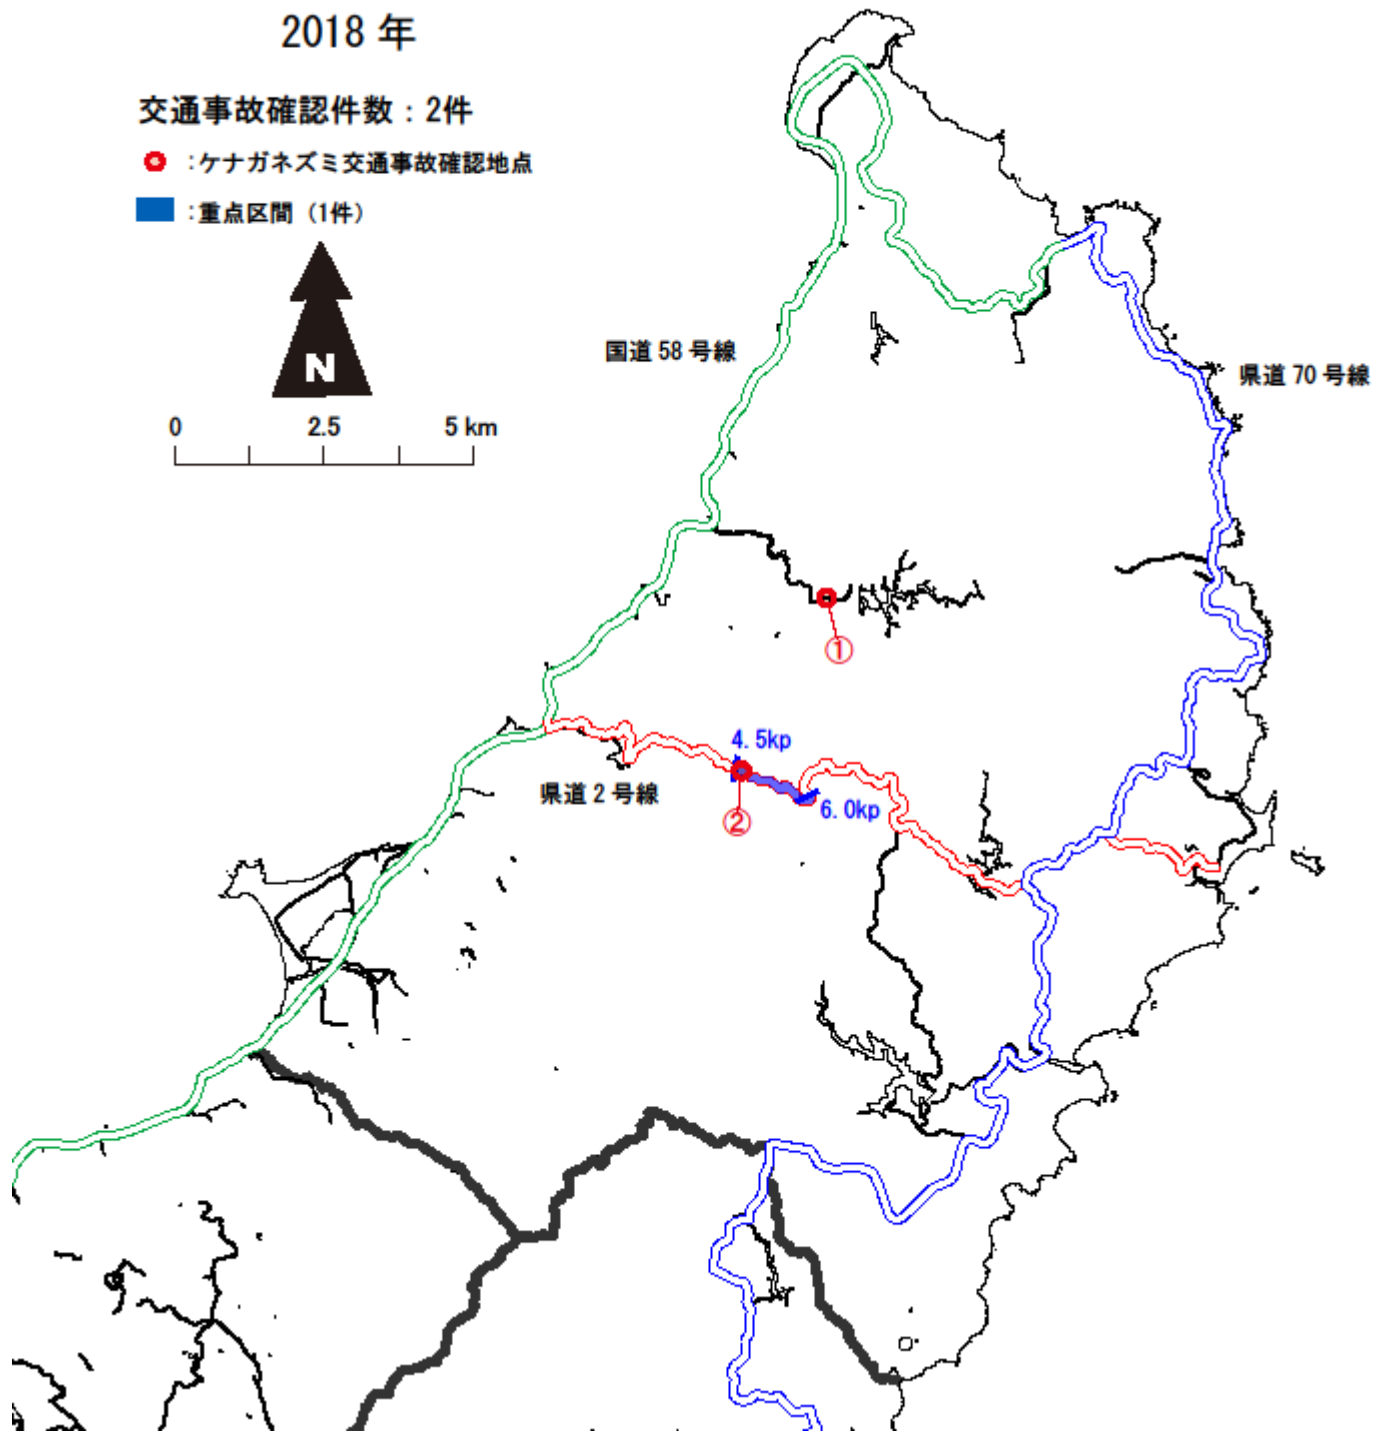 2018 年
交通事故確認件数：2件
：ケナガネズミ交通事故確認地点
：重点区間（1件）
N
0 2.5 5 km
国道 58 号線
県道 70 号線
①
4.5kp
県道 2 号線
6.0kp
②